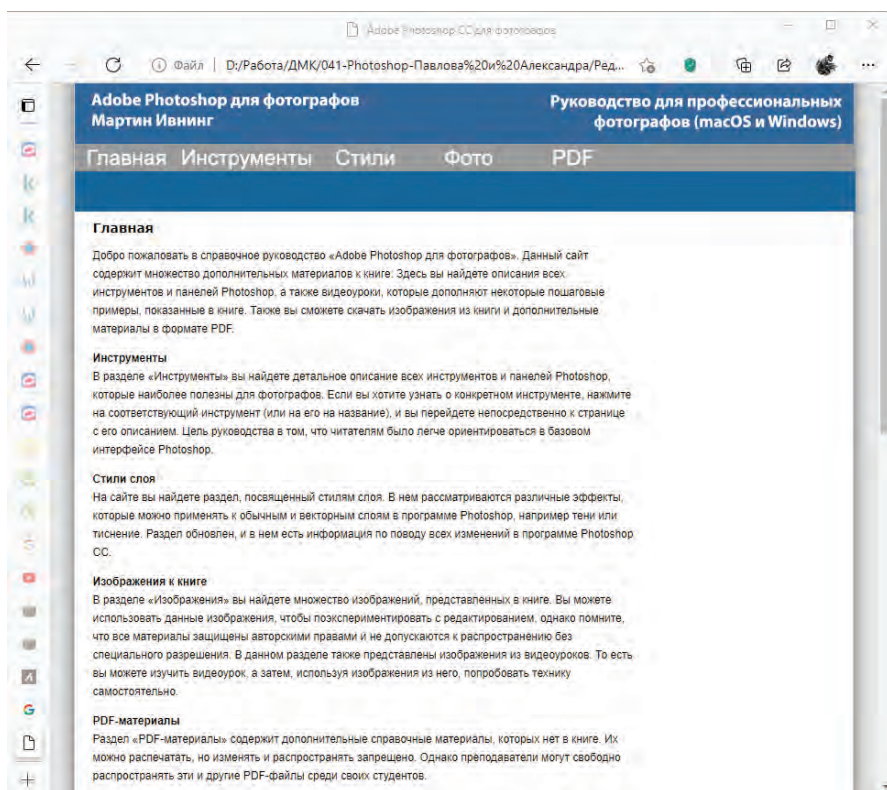 Adobe Photoshop CC для фотографов
Файл | D:/Работа/ДМК/041-Photoshop-Павлова%20и%20Александра/Ред...
Adobe Photoshop для фотографов
Мартин Ивнинг
Руководство для профессиональных
фотографов (macOS и Windows)
Главная Инструменты Стили Фото PDF
Главная
Добро пожаловать в справочное руководство «Adobe Photoshop для фотографов». Данный сайт
содержит множество дополнительных материалов к книге: Здесь вы найдете описания всех
инструментов и панелей Photoshop, а также видеоуроки, которые дополняют некоторые пошаговые
примеры, показанные в книге. Также вы сможете скачать изображения из книги и дополнительные
материалы в формате PDF.
Инструменты
В разделе «Инструменты» вы найдете детальное описание всех инструментов и панелей Photoshop,
которые наиболее полезны для фотографов. Если вы хотите узнать о конкретном инструменте, нажмите
на соответствующий инструмент (или на его на название), и вы перейдете непосредственно к странице
с его описанием. Цель руководства в том, что читателям было легче ориентироваться в базовом
интерфейсе Photoshop.
Стили слоя
На сайте вы найдете раздел, посвященный стилям слоя. В нем рассматриваются различные эффекты,
которые можно применять к обычным и векторным слоям в программе Photoshop, например тени или
тиснение. Раздел обновлен, и в нем есть информация по поводу всех изменений в программе Photoshop
CC.
Изображения к книге
В разделе «Изображения» вы найдете множество изображений, представленных в книге. Вы можете
использовать данные изображения, чтобы поэкспериментировать с редактированием, однако помните,
что все материалы защищены авторскими правами и не допускаются к распространению без
специального разрешения. В данном разделе также представлены изображения из видеоуроков. То есть
вы можете изучить видеоурок, а затем, используя изображения из него, попробовать технику
самостоятельно.
PDF-материалы
Раздел «PDF-материалы» содержит дополнительные справочные материалы, которых нет в книге. Их
можно распечатать, но изменять и распространять запрещено. Однако преподаватели могут свободно
распространять эти и другие PDF-файлы среди своих студентов.